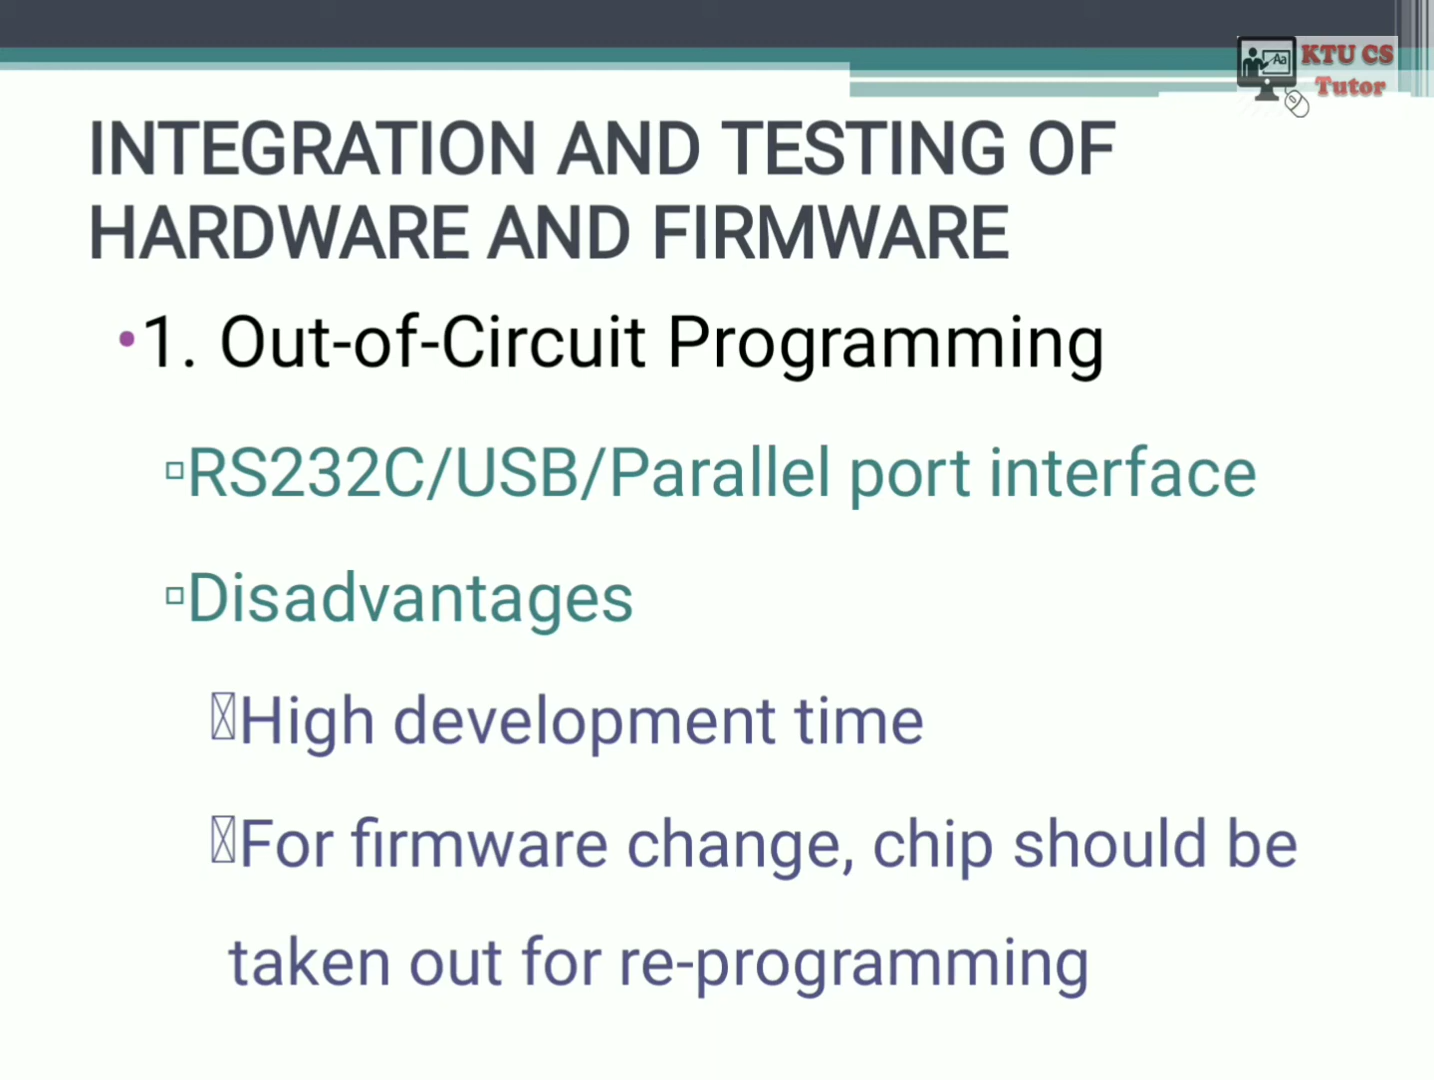 KTU CS
Aa
Tutor
INTEGRATION AND TESTING OF
HARDWARE AND FIRMWARE
•1. Out-of-Circuit Programming
▫RS232C/USB/Parallel port interface
▫Disadvantages
High development time
For firmware change, chip should be
taken out for re-programming